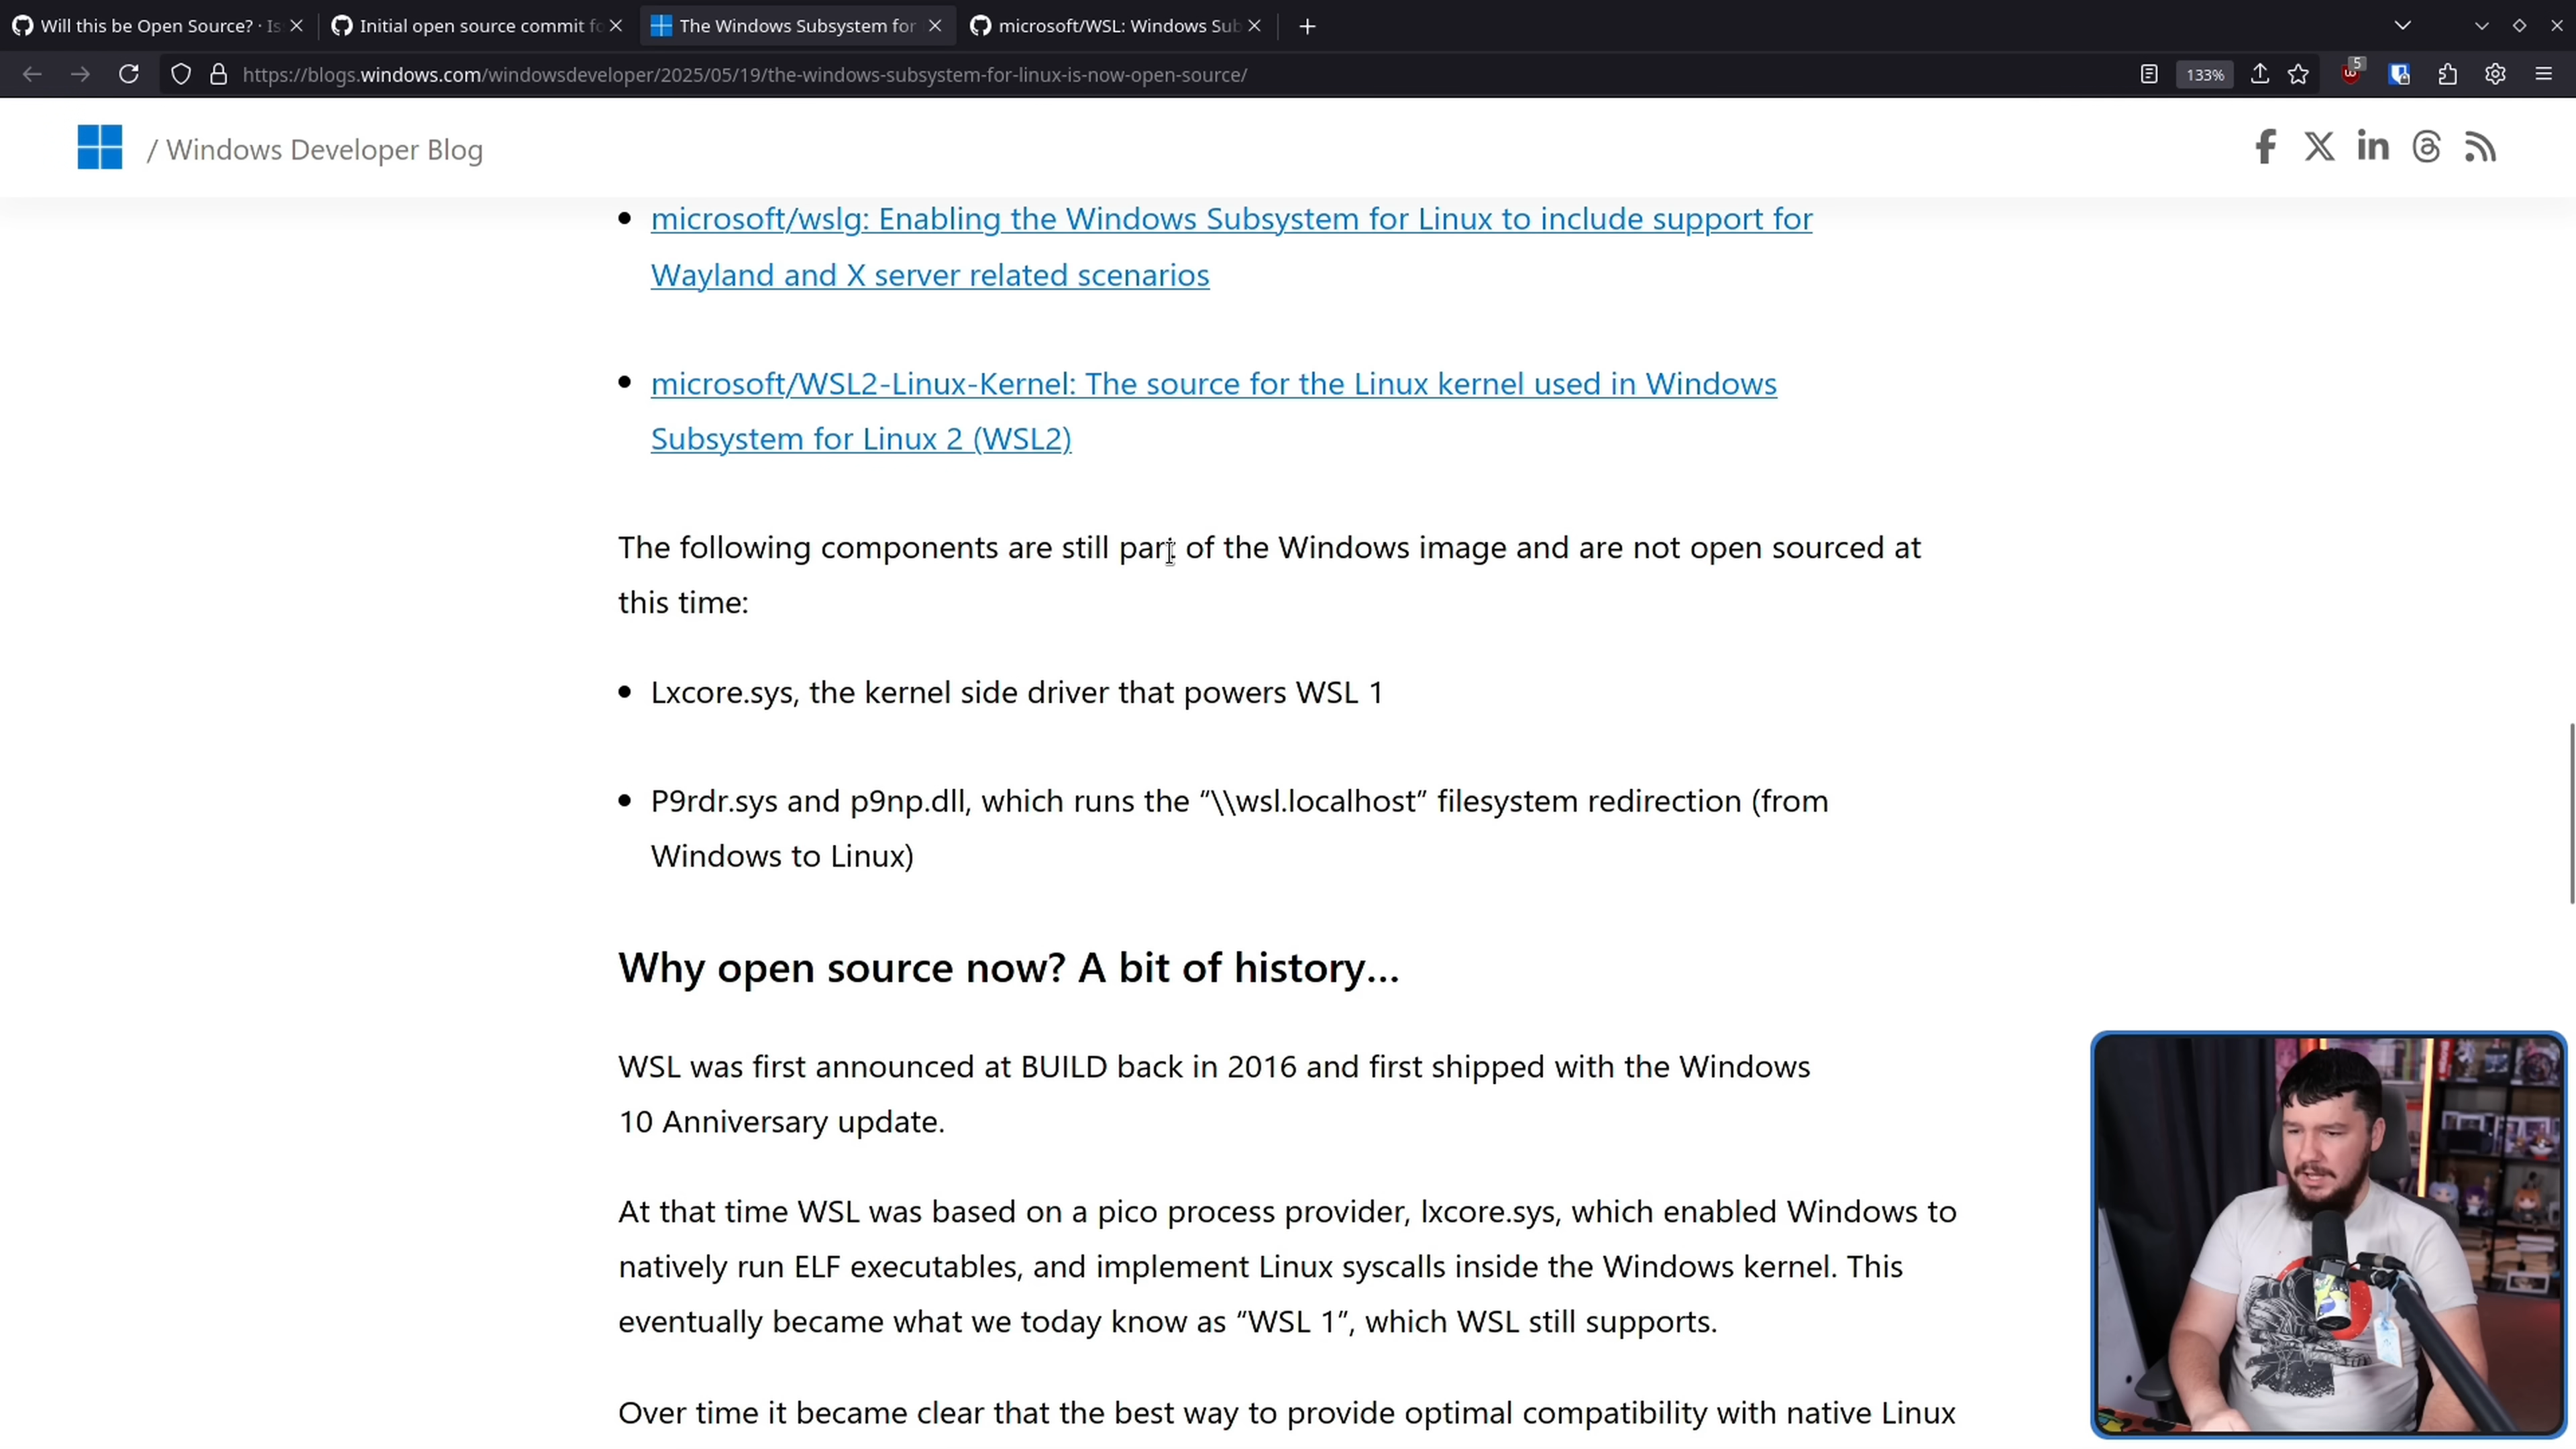 Will this be Open Source? · Is
Initial open source commit fo
The Windows Subsystem for
microsoft/WSL: Windows Sub
https://blogs.windows.com/windowsdeveloper/2025/05/19/the-windows-subsystem-for-linux-is-now-open-source/
133%
5
/ Windows Developer Blog
• microsoft/wslg: Enabling the Windows Subsystem for Linux to include support for
Wayland and X server related scenarios
• microsoft/WSL2-Linux-Kernel: The source for the Linux kernel used in Windows
Subsystem for Linux 2 (WSL2)
The following components are still part of the Windows image and are not open sourced at
this time:
• Lxcore.sys, the kernel side driver that powers WSL 1
• P9rdr.sys and p9np.dll, which runs the “\\wsl.localhost” filesystem redirection (from
Windows to Linux)
Why open source now? A bit of history…
WSL was first announced at BUILD back in 2016 and first shipped with the Windows
10 Anniversary update.
At that time WSL was based on a pico process provider, lxcore.sys, which enabled Windows to
natively run ELF executables, and implement Linux syscalls inside the Windows kernel. This
eventually became what we today know as “WSL 1”, which WSL still supports.
Over time it became clear that the best way to provide optimal compatibility with native Linux